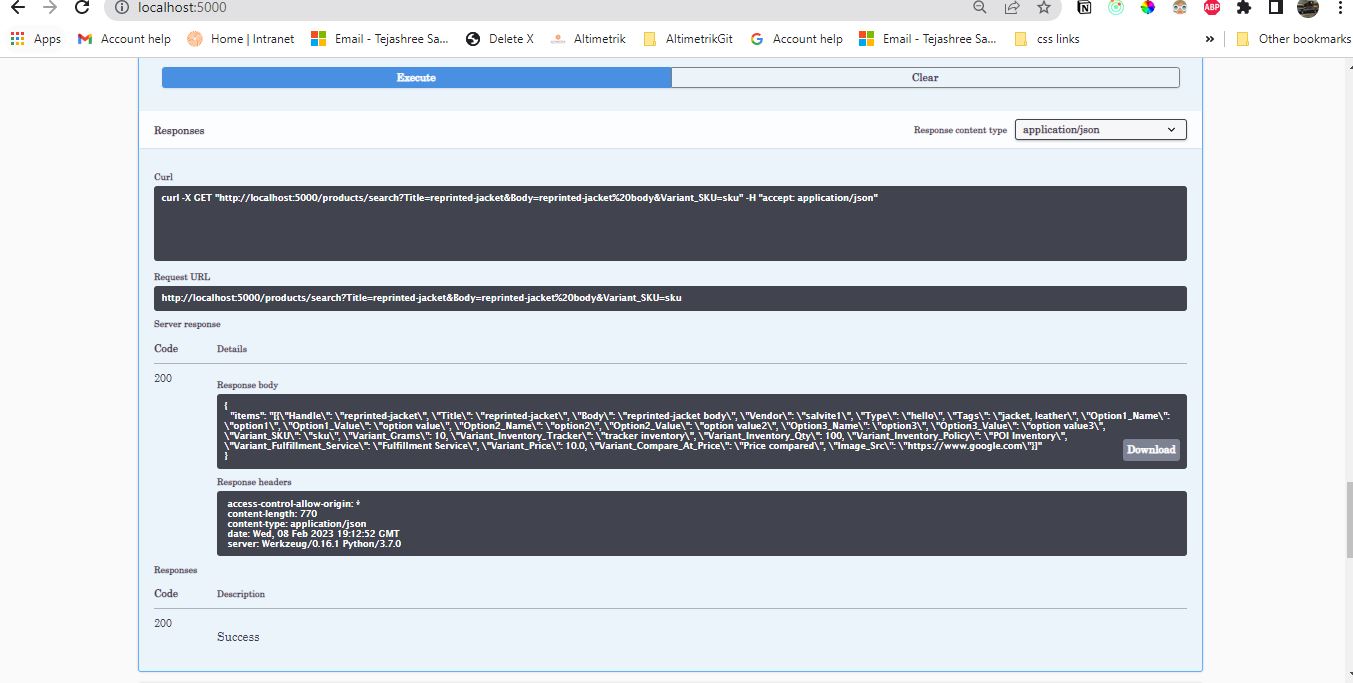 localhost:5000
Apps
Account help
Home | Intranet
Email - Tejashree Sa...
Delete X
Altimetrik
AltimetrikGit
Account help
Email - Tejashree Sa...
css links
»
Other bookmarks
ABP
Execute
Clear
Responses
Response content type
application/json
Curl
curl -X GET "http://localhost:5000/products/search?Title=reprinted-jacket&Body=reprinted-jacket%20body&Variant_SKU=sku" -H "accept: application/json"
Request URL
http://localhost:5000/products/search?Title=reprinted-jacket&Body=reprinted-jacket%20body&Variant_SKU=sku
Server response
Code Details
200
Response body
{
"items": "[{\"Handle\": \"reprinted-jacket\", \"Title\": \"reprinted-jacket\", \"Body\": \"reprinted-jacket body\", \"Vendor\": \"salvite1\", \"Type\": \"hello\", \"Tags\": \"jacket, leather\", \"Option1_Name\":
\"option1\", \"Option1_Value\": \"option value\", \"Option2_Name\": \"option2\", \"Option2_Value\": \"option value2\", \"Option3_Name\": \"option3\", \"Option3_Value\": \"option value3\",
\"Variant_SKU\": \"sku\", \"Variant_Grams\": 10, \"Variant_Inventory_Tracker\": \"tracker inventory\", \"Variant_Inventory_Qty\": 100, \"Variant_Inventory_Policy\": \"POI Inventory\",
\"Variant_Fulfillment_Service\": \"Fulfillment Service\", \"Variant_Price\": 10.0, \"Variant_Compare_At_Price\": \"Price compared\", \"Image_Src\": \"https://www.google.com\"}]"
}
Download
Response headers
access-control-allow-origin: *
content-length: 770
content-type: application/json
date: Wed, 08 Feb 2023 19:12:52 GMT
server: Werkzeug/0.16.1 Python/3.7.0
Responses
Code Description
200
Success